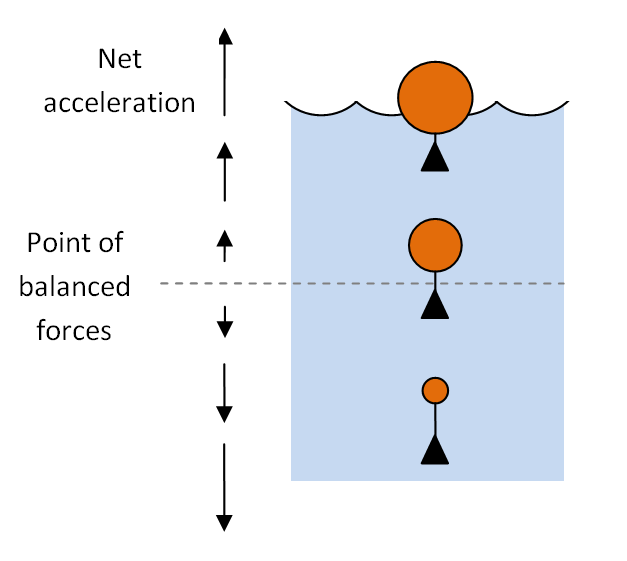 Net
acceleration
Point of
balanced
forces